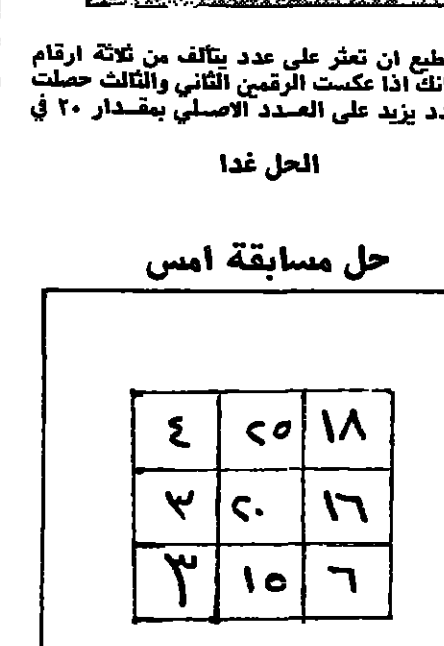 طيع ان تعثر على عدد يتألف من ثلاثة ارقام
انك اذا عكست الرقمين الثاني والثالث حصلت
دد يزيد على العدد الاصلي بمقدار ٢٠ في
الحل غدا
حل مسابقة أمس
٤ ٢٥ ١٨
٣ ٢٠ ١٦
٣ ١٥ ٦